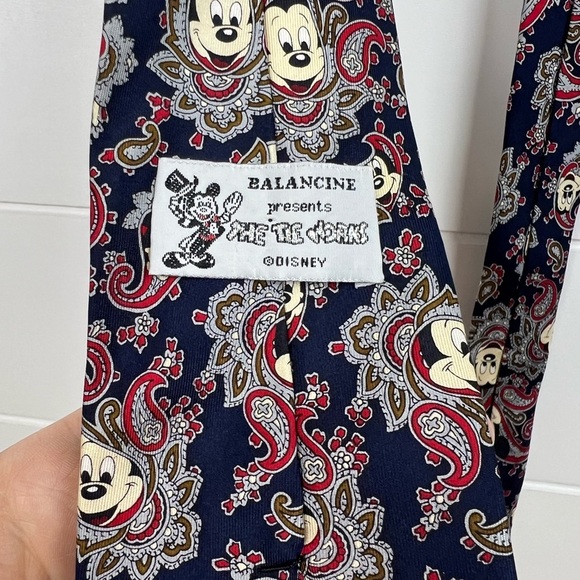 BALANCINE
presents
THE TIE WORKS
©DISNEY